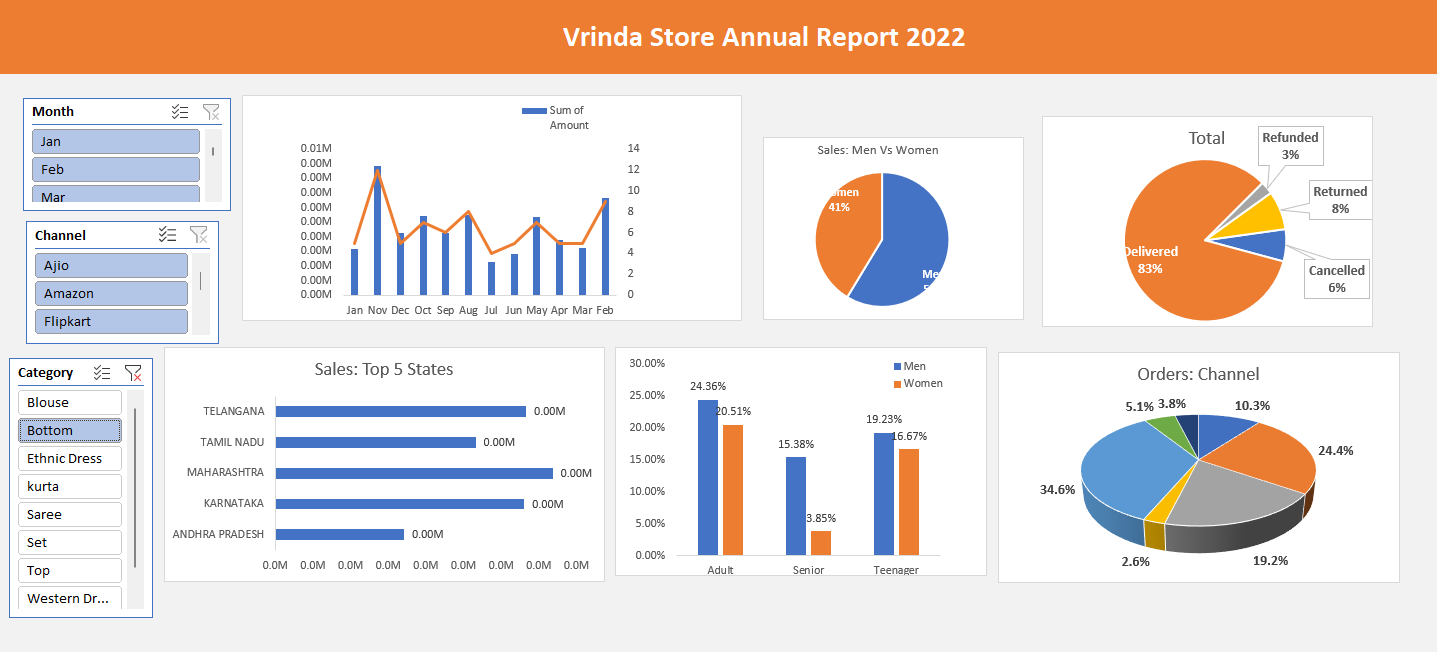 Vrinda Store Annual Report 2022
Month
Jan
Feb
Mar
Channel
Ajio
Amazon
Flipkart
Category
Blouse
Bottom
Ethnic Dress
kurta
Saree
Set
Top
Western Dr...
Sum of
Amount
0.01M
0.00M
0.00M
0.00M
0.00M
0.00M
0.00M
0.00M
0.00M
0.00M
0.00M
14
12
10
8
6
4
2
0
Jan Nov Dec Oct Sep Aug Jul Jun May Apr Mar Feb
Sales: Men Vs Women
omen
41%
Me
Total
Refunded
3%
Returned
8%
Cancelled
6%
Delivered
83%
Sales: Top 5 States
TELANGANA 0.00M
TAMIL NADU 0.00M
MAHARASHTRA 0.00M
KARNATAKA 0.00M
ANDHRA PRADESH 0.00M
0.0M 0.0M 0.0M 0.0M 0.0M 0.0M 0.0M 0.0M 0.0M
Men
Women
30.00%
25.00%
20.00%
15.00%
10.00%
5.00%
0.00%
24.36%
20.51%
15.38%
3.85%
19.23%
16.67%
Adult Senior Teenager
Orders: Channel
5.1% 3.8% 10.3%
24.4%
34.6%
2.6%
19.2%